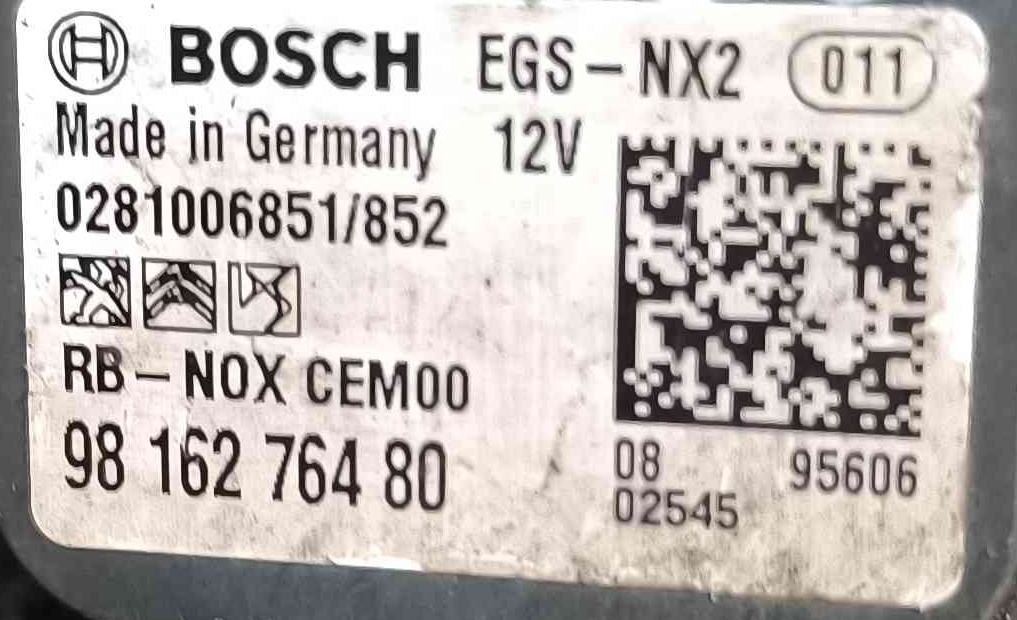 BOSCH EGS-NX2 011
Made in Germany 12V
0281006851/852
RB-NOX CEM00
98 162 764 80
08 95606
02545